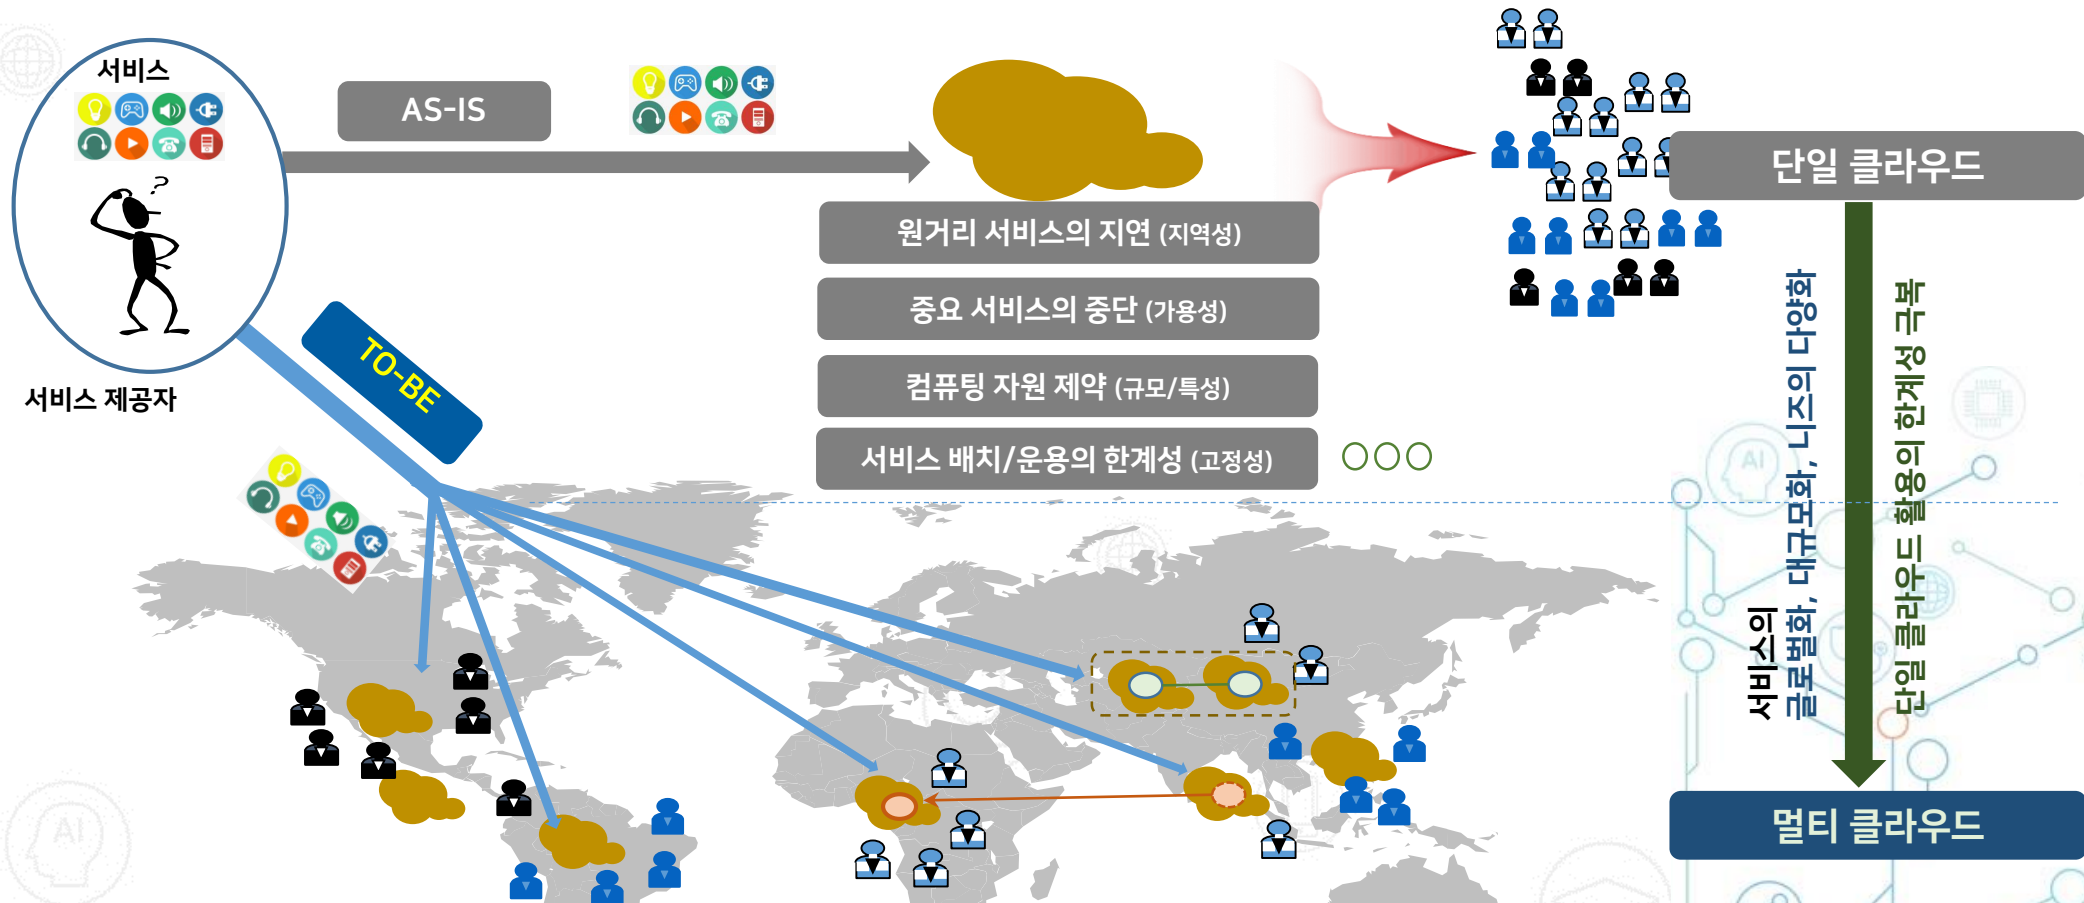 서비스
서비스 제공자
AS-IS
TO-BE
원거리 서비스의 지연 (지역성)
중요 서비스의 중단 (가용성)
컴퓨팅 자원 제약 (규모/특성)
서비스 배치/운용의 한계성 (고정성)
단일 클라우드
서비스의
글로벌화, 대규모화, 니즈의 다양화
단일 클라우드 활용의 한계성 극복
멀티 클라우드
AI
AI